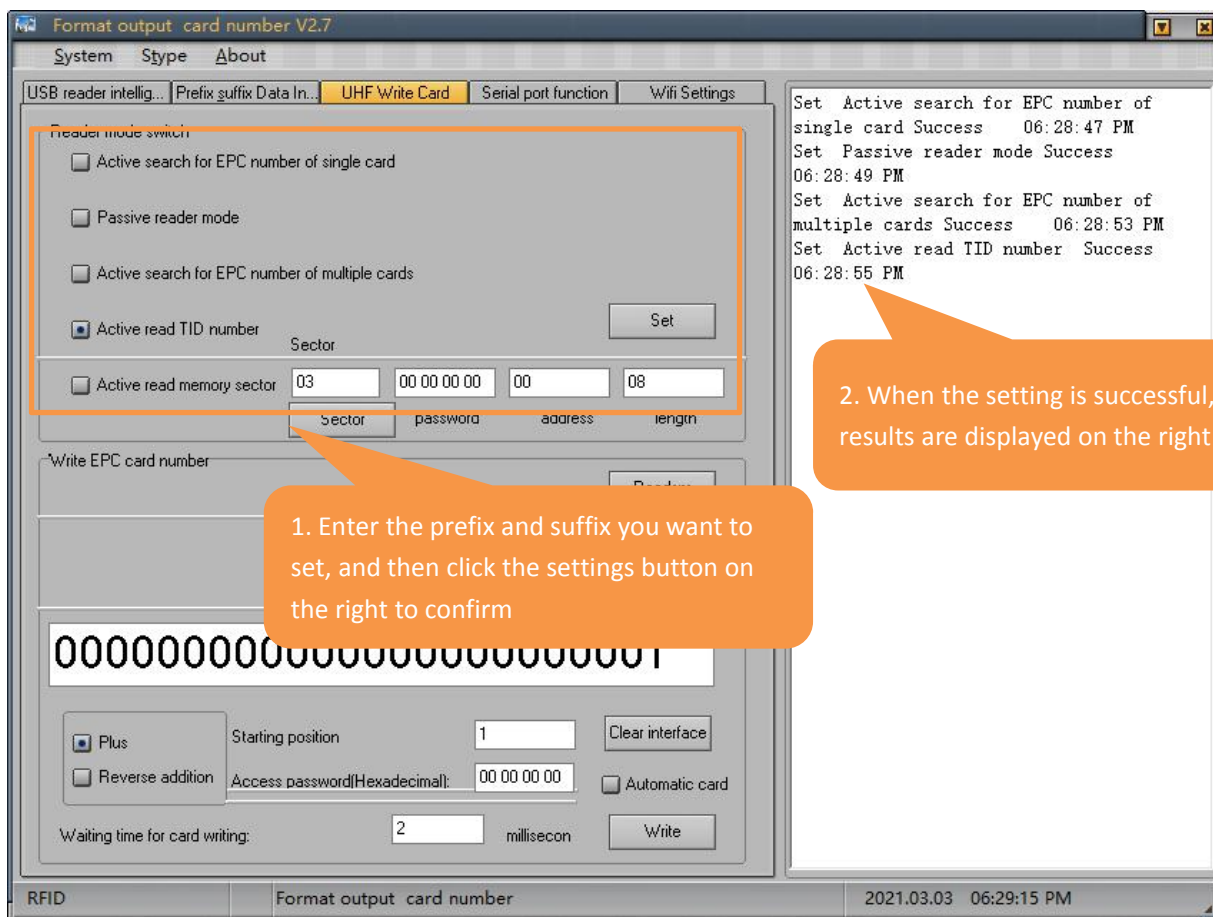 Format output card number V2.7
System Stype About
USB reader intellig... Prefix suffix Data In... UHF Write Card Serial port function Wifi Settings
Reader mode switch
Active search for EPC number of single card
Passive reader mode
Active search for EPC number of multiple cards
Active read TID number
Set
Sector
Active read memory sector 03 00 00 00 00 00 08
Sector password address length
Write EPC card number
1. Enter the prefix and suffix you want to
set, and then click the settings button on
the right to confirm
Plus
Reverse addition
Starting position 1 Clear interface
Access password(Hexadecimal): 00 00 00 00 Automatic card
Waiting time for card writing: 2 millisecon Write
Set Active search for EPC number of
single card Success 06:28:47 PM
Set Passive reader mode Success
06:28:49 PM
Set Active search for EPC number of
multiple cards Success 06:28:53 PM
Set Active read TID number Success
06:28:55 PM
2. When the setting is successful,
results are displayed on the right
RFID Format output card number 2021.03.03 06:29:15 PM